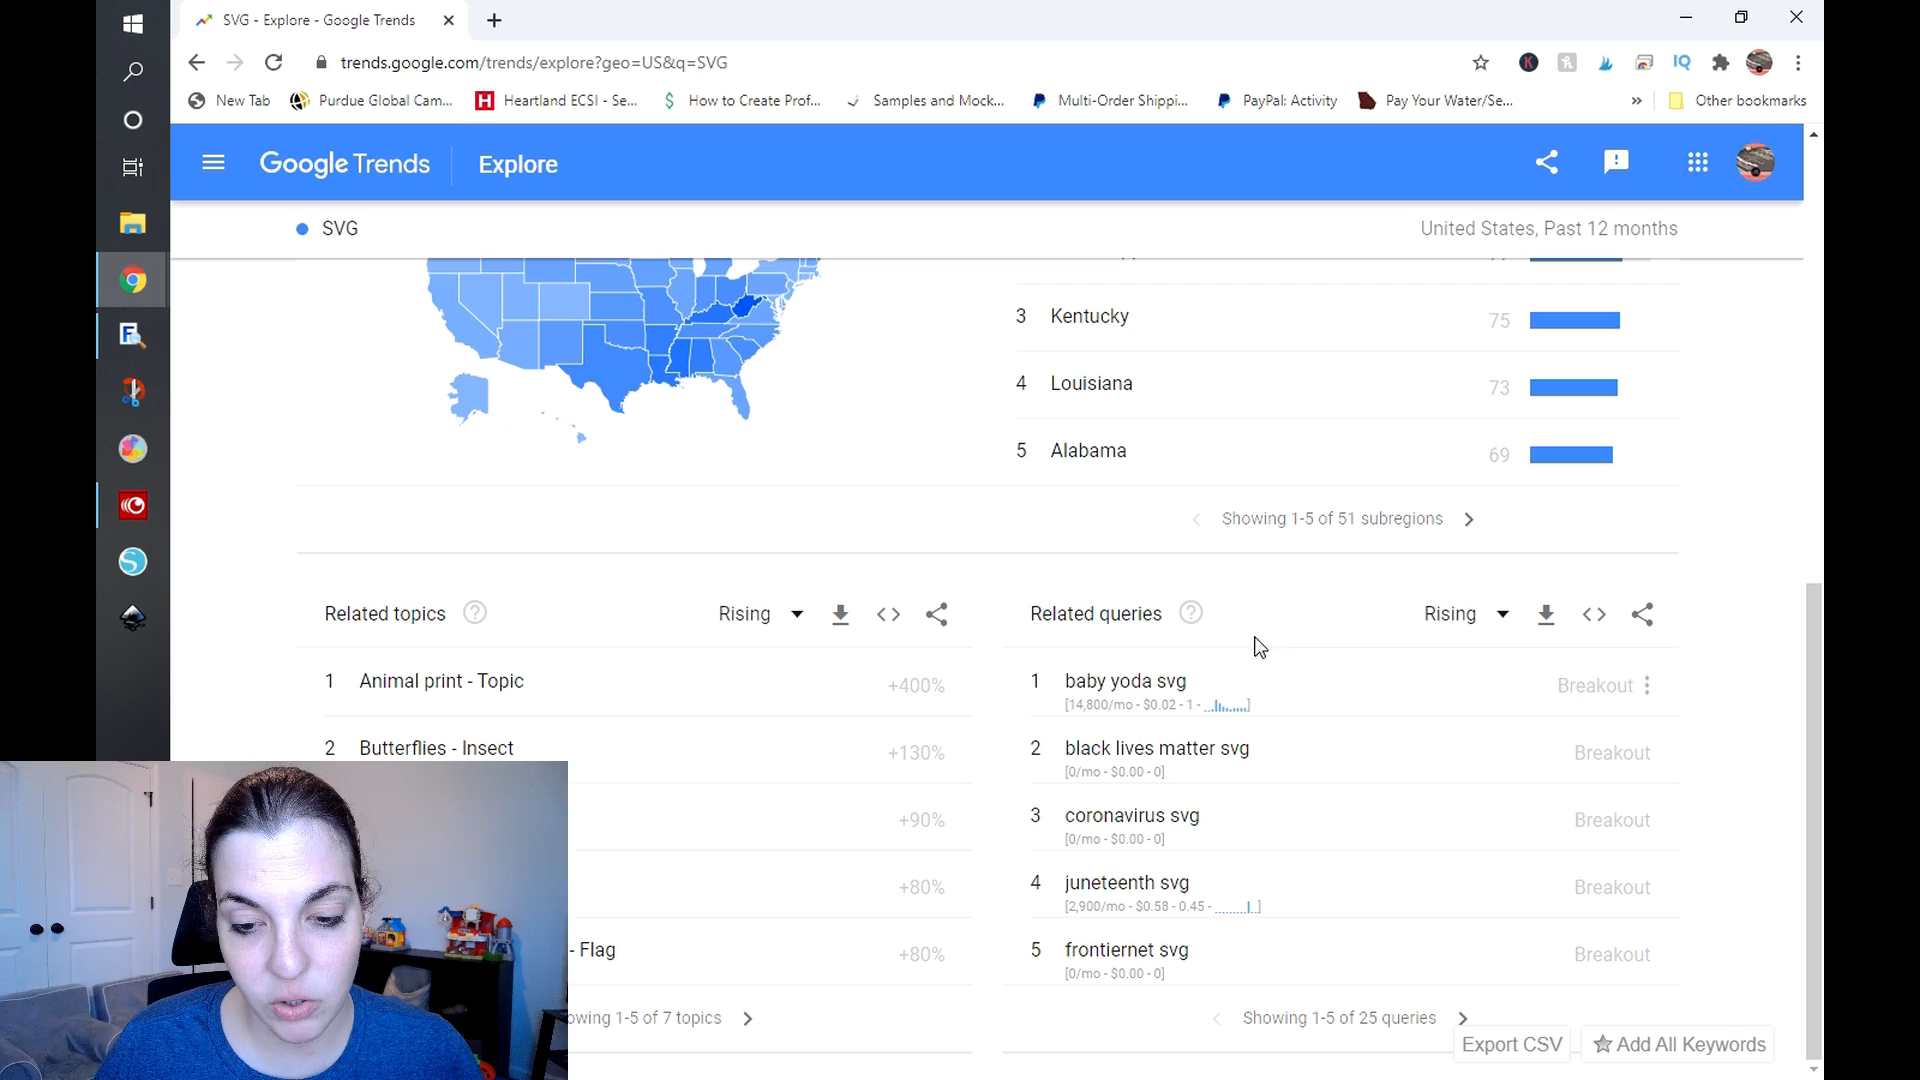 SVG - Explore - Google Trends
trends.google.com/trends/explore?geo=US&q=SVG
New Tab
Purdue Global Cam...
Heartland ECSI - Se...
How to Create Prof...
Samples and Mock...
Multi-Order Shippi...
PayPal: Activity
Pay Your Water/Se...
»
Other bookmarks
Google Trends
Explore
SVG
United States, Past 12 months
3 Kentucky 75
4 Louisiana 73
5 Alabama 69
Showing 1-5 of 51 subregions
Related topics
Rising
1 Animal print - Topic +400%
2 Butterflies - Insect +130%
+90%
+80%
- Flag +80%
owing 1-5 of 7 topics
Related queries
Rising
1 baby yoda svg Breakout
[14,800/mo - $0.02 - 1 - ]
2 black lives matter svg Breakout
[0/mo - $0.00 - 0]
3 coronavirus svg Breakout
[0/mo - $0.00 - 0]
4 juneteenth svg Breakout
[2,900/mo - $0.58 - 0.45 - ]
5 frontiernet svg Breakout
[0/mo - $0.00 - 0]
Showing 1-5 of 25 queries
Export CSV
Add All Keywords